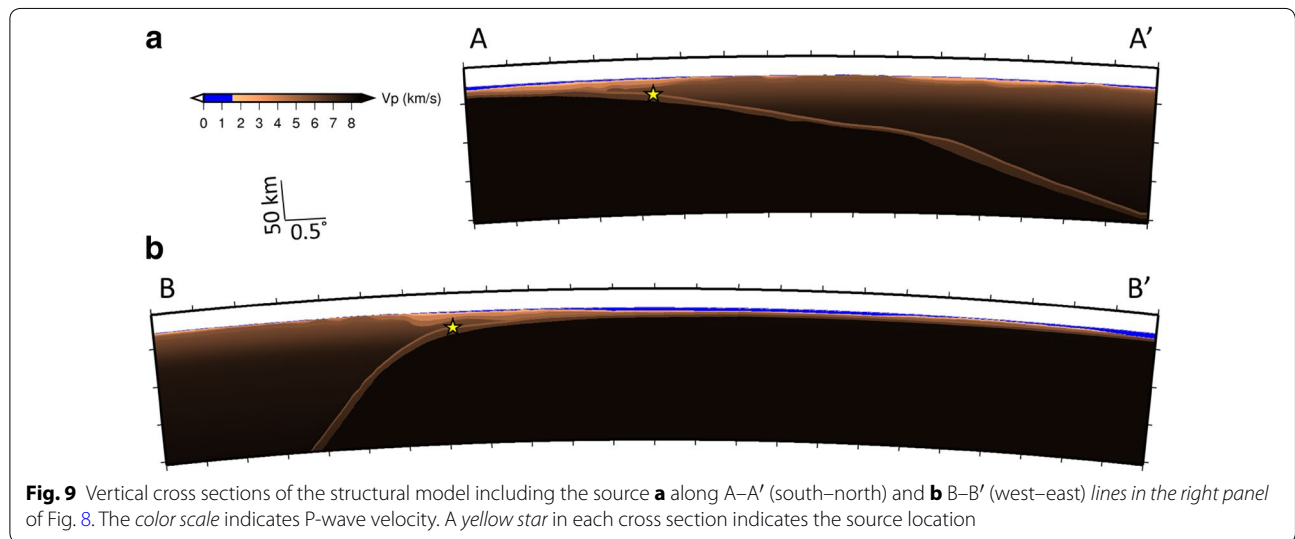 a
A
A′
Vp (km/s)
0 1 2 3 4 5 6 7 8
50 km
0.5°
b
B
B′
Fig. 9 Vertical cross sections of the structural model including the source a along A–A′ (south–north) and b B–B′ (west–east) lines in the right panel
of Fig. 8. The color scale indicates P-wave velocity. A yellow star in each cross section indicates the source location